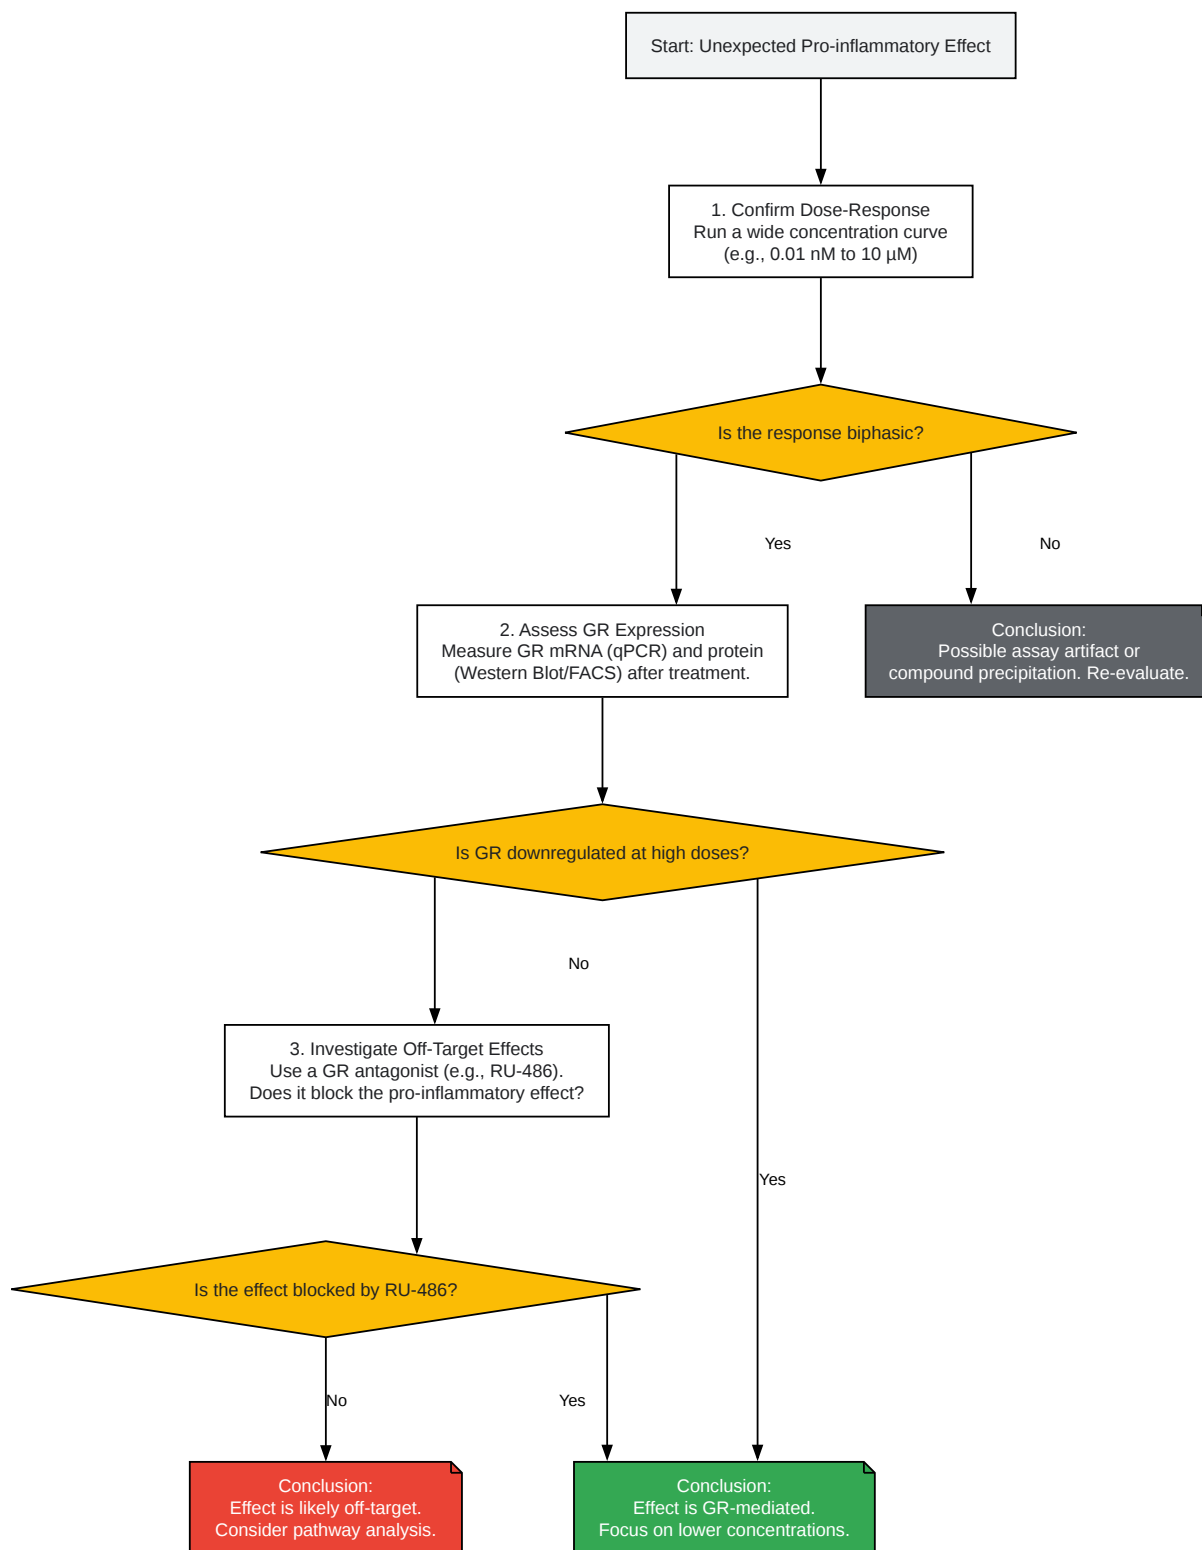 Start: Unexpected Pro-inflammatory Effect
1. Confirm Dose-Response
Run a wide concentration curve
(e.g., 0.01 nM to 10 µM)
Is the response biphasic?
Yes
No
2. Assess GR Expression
Measure GR mRNA (qPCR) and protein
(Western Blot/FACS) after treatment.
Conclusion:
Possible assay artifact or
compound precipitation. Re-evaluate.
Is GR downregulated at high doses?
No
3. Investigate Off-Target Effects
Use a GR antagonist (e.g., RU-486).
Does it block the pro-inflammatory effect?
Yes
Is the effect blocked by RU-486?
No
Yes
Conclusion:
Effect is likely off-target.
Consider pathway analysis.
Conclusion:
Effect is GR-mediated.
Focus on lower concentrations.